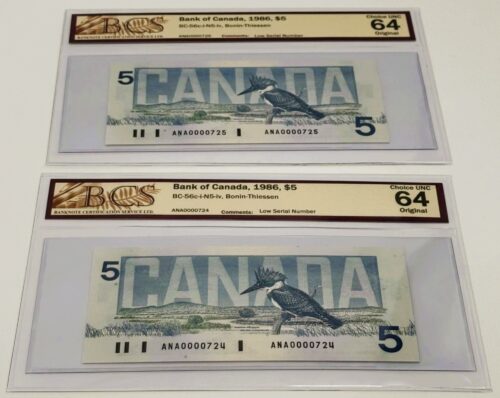 BCS
BANKNOTE CERTIFICATION SERVICE LTD.
Bank of Canada, 1986, $5
BC-56c-i-N5-iv, Bonin-Thiessen
ANA0000725 Comments: Low Serial Number
Choice UNC
64
Original
5 CANADA
ANA0000725 ANA0000725 5
BCS
BANKNOTE CERTIFICATION SERVICE LTD.
Bank of Canada, 1986, $5
BC-56c-i-N5-iv, Bonin-Thiessen
ANA0000724 Comments: Low Serial Number
Choice UNC
64
Original
5 CANADA
ANA0000724 ANA0000724 5